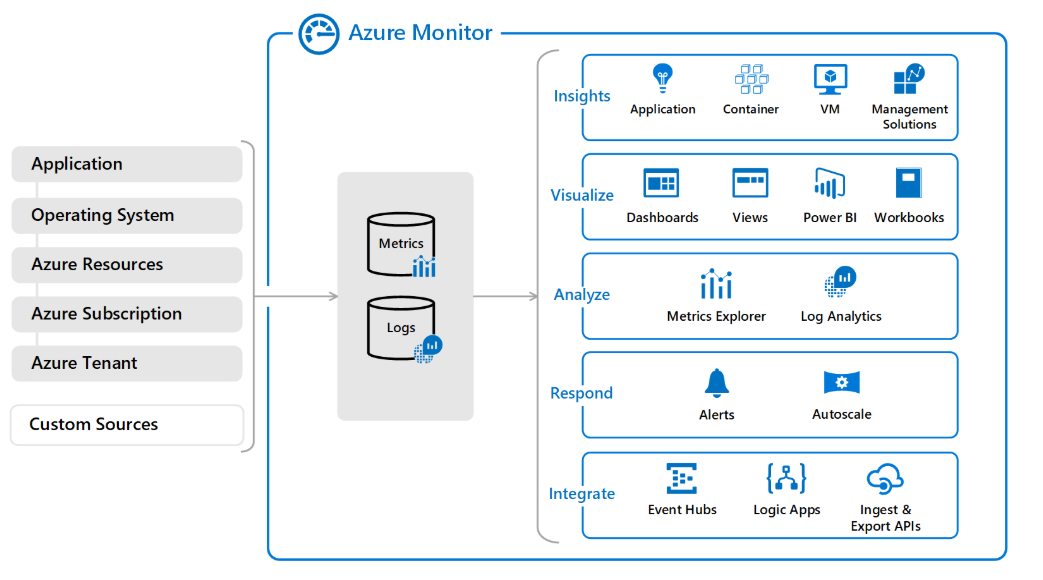 Azure Monitor
Application
Operating System
Azure Resources
Azure Subscription
Azure Tenant
Custom Sources
Metrics
Logs
Insights
Application
Container
VM
Management
Solutions
Visualize
Dashboards
Views
Power BI
Workbooks
Analyze
Metrics Explorer
Log Analytics
Respond
Alerts
Autoscale
Integrate
Event Hubs
Logic Apps
Ingest &
Export APIs